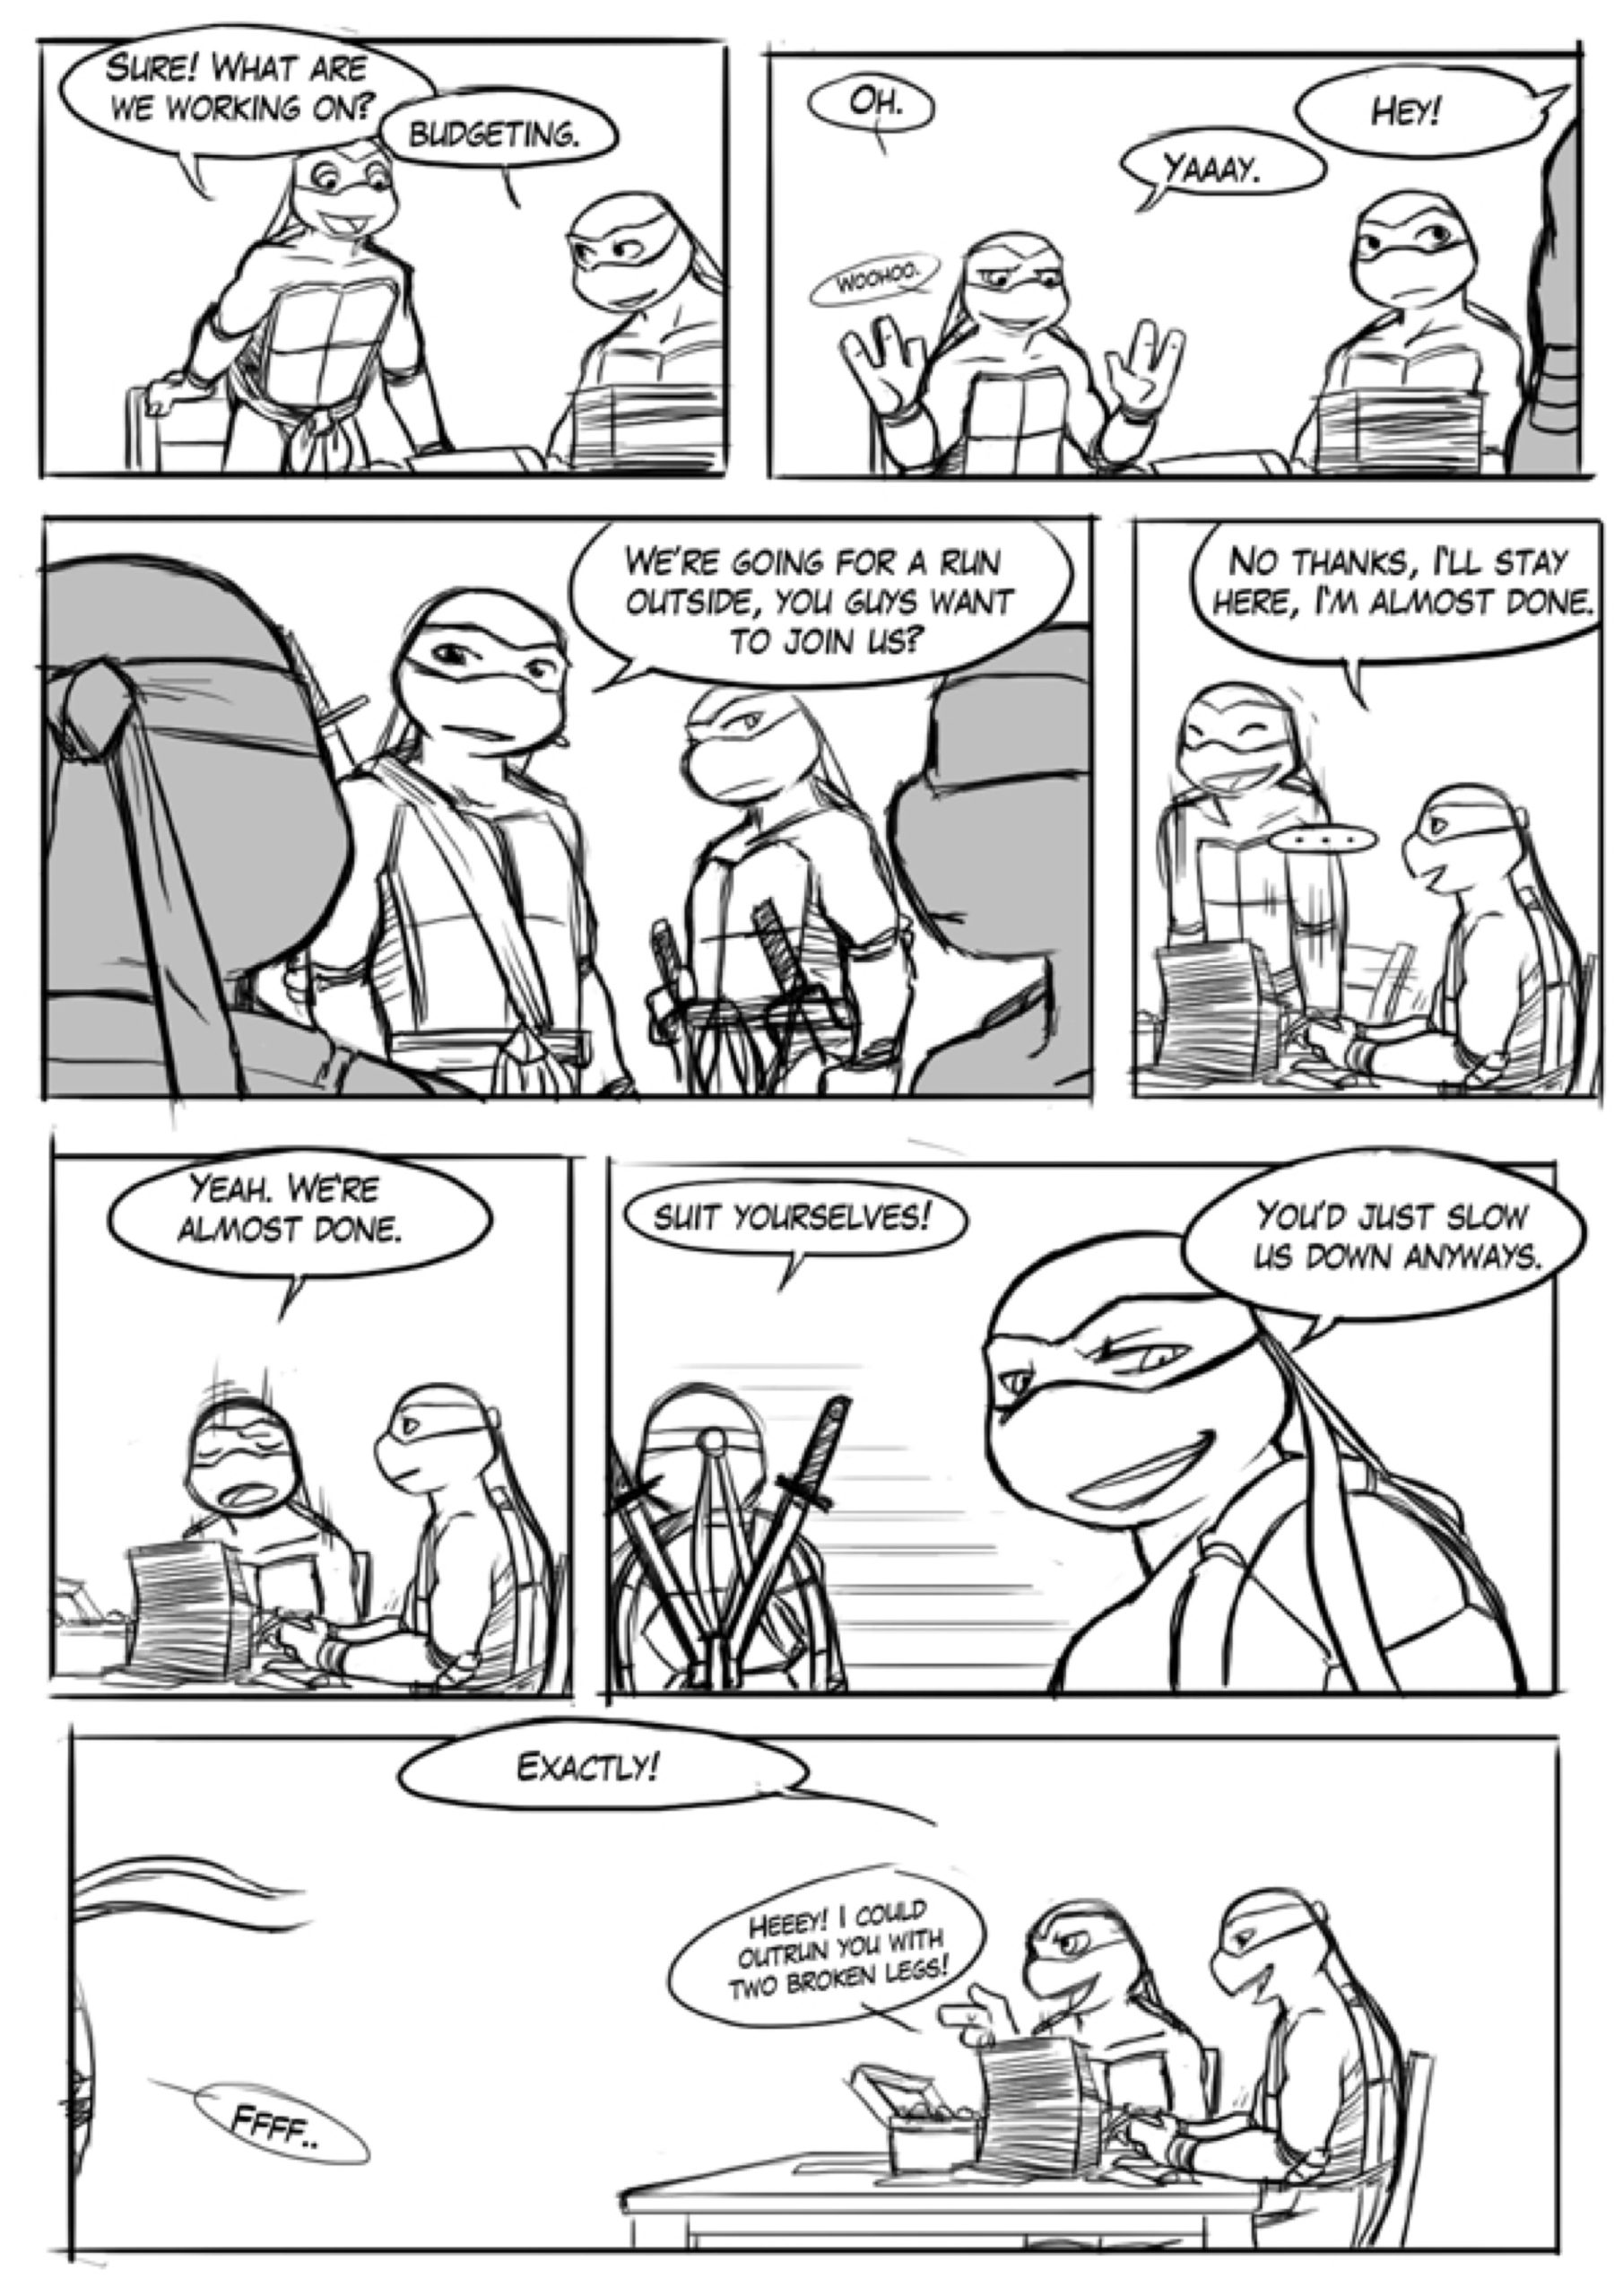 SURE! WHAT ARE
WE WORKING ON?
BUDGETING.
OH.
WOOHOO.
YAAAY.
HEY!
WE'RE GOING FOR A RUN
OUTSIDE, YOU GUYS WANT
TO JOIN US?
NO THANKS, I'LL STAY
HERE, I'M ALMOST DONE.
...
YEAH. WE'RE
ALMOST DONE.
SUIT YOURSELVES!
YOU'D JUST SLOW
US DOWN ANYWAYS.
EXACTLY!
HEEEY! I COULD
OUTRUN YOU WITH
TWO BROKEN LEGS!
FFFF..